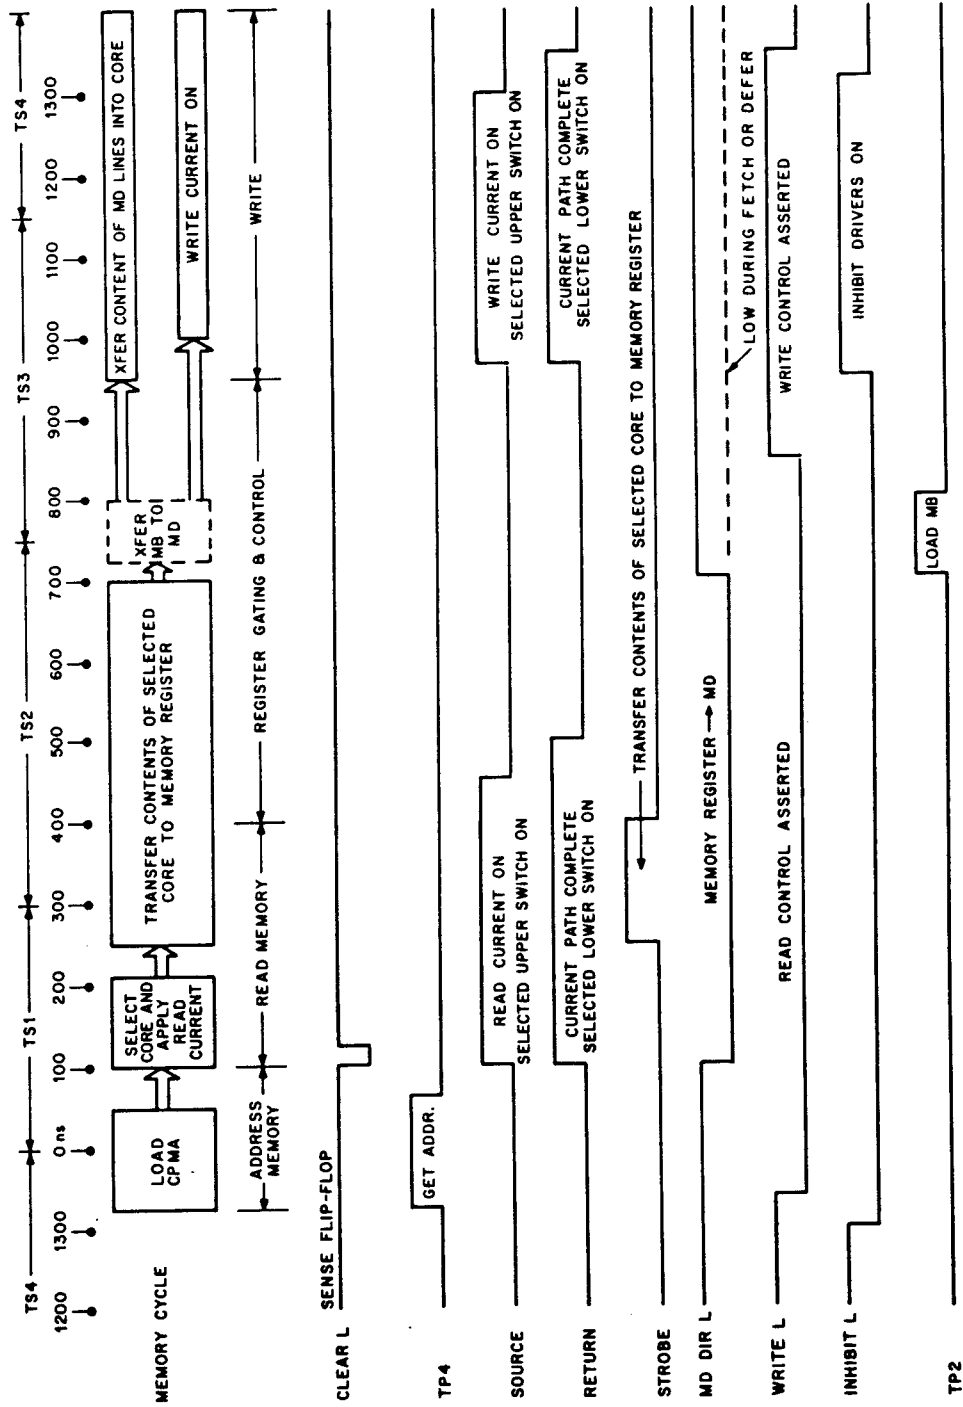 TS4
TS1
TS2
TS3
TS4
1200
1300
0 ns
100
200
300
400
500
600
700
800
900
1000
1100
1200
1300
MEMORY CYCLE
LOAD
CPMA
SELECT
CORE AND
APPLY
READ
CURRENT
TRANSFER CONTENTS OF SELECTED
CORE TO MEMORY REGISTER
XFER
MB TO
MD
XFER CONTENT OF MD LINES INTO CORE
WRITE CURRENT ON
ADDRESS
MEMORY
READ MEMORY
REGISTER GATING & CONTROL
WRITE
SENSE FLIP-FLOP
CLEAR L
TP4
GET ADDR.
SOURCE
READ CURRENT ON
SELECTED UPPER SWITCH ON
WRITE CURRENT ON
SELECTED UPPER SWITCH ON
RETURN
CURRENT PATH COMPLETE
SELECTED LOWER SWITCH ON
CURRENT PATH COMPLETE
SELECTED LOWER SWITCH ON
STROBE
TRANSFER CONTENTS OF SELECTED CORE TO MEMORY REGISTER
MD DIR L
MEMORY REGISTER → MD
LOW DURING FETCH OR DEFER
WRITE L
READ CONTROL ASSERTED
WRITE CONTROL ASSERTED
INHIBIT L
INHIBIT DRIVERS ON
TP2
LOAD MB